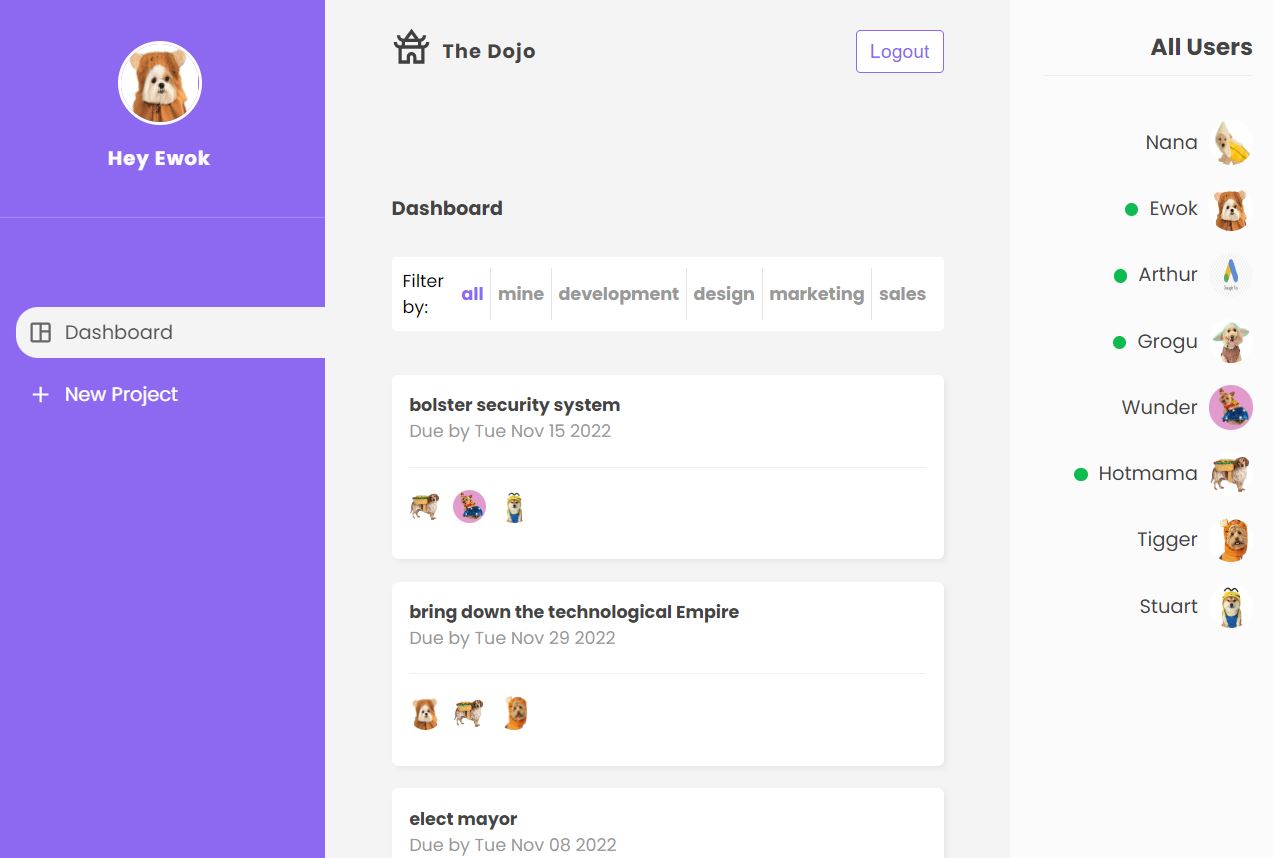 Hey Ewok
Dashboard
New Project
The Dojo
Logout
Dashboard
Filter by:
all
mine
development
design
marketing
sales
bolster security system
Due by Tue Nov 15 2022
bring down the technological Empire
Due by Tue Nov 29 2022
elect mayor
Due by Tue Nov 08 2022
All Users
Nana
Ewok
Arthur
Grogu
Wunder
Hotmama
Tigger
Stuart